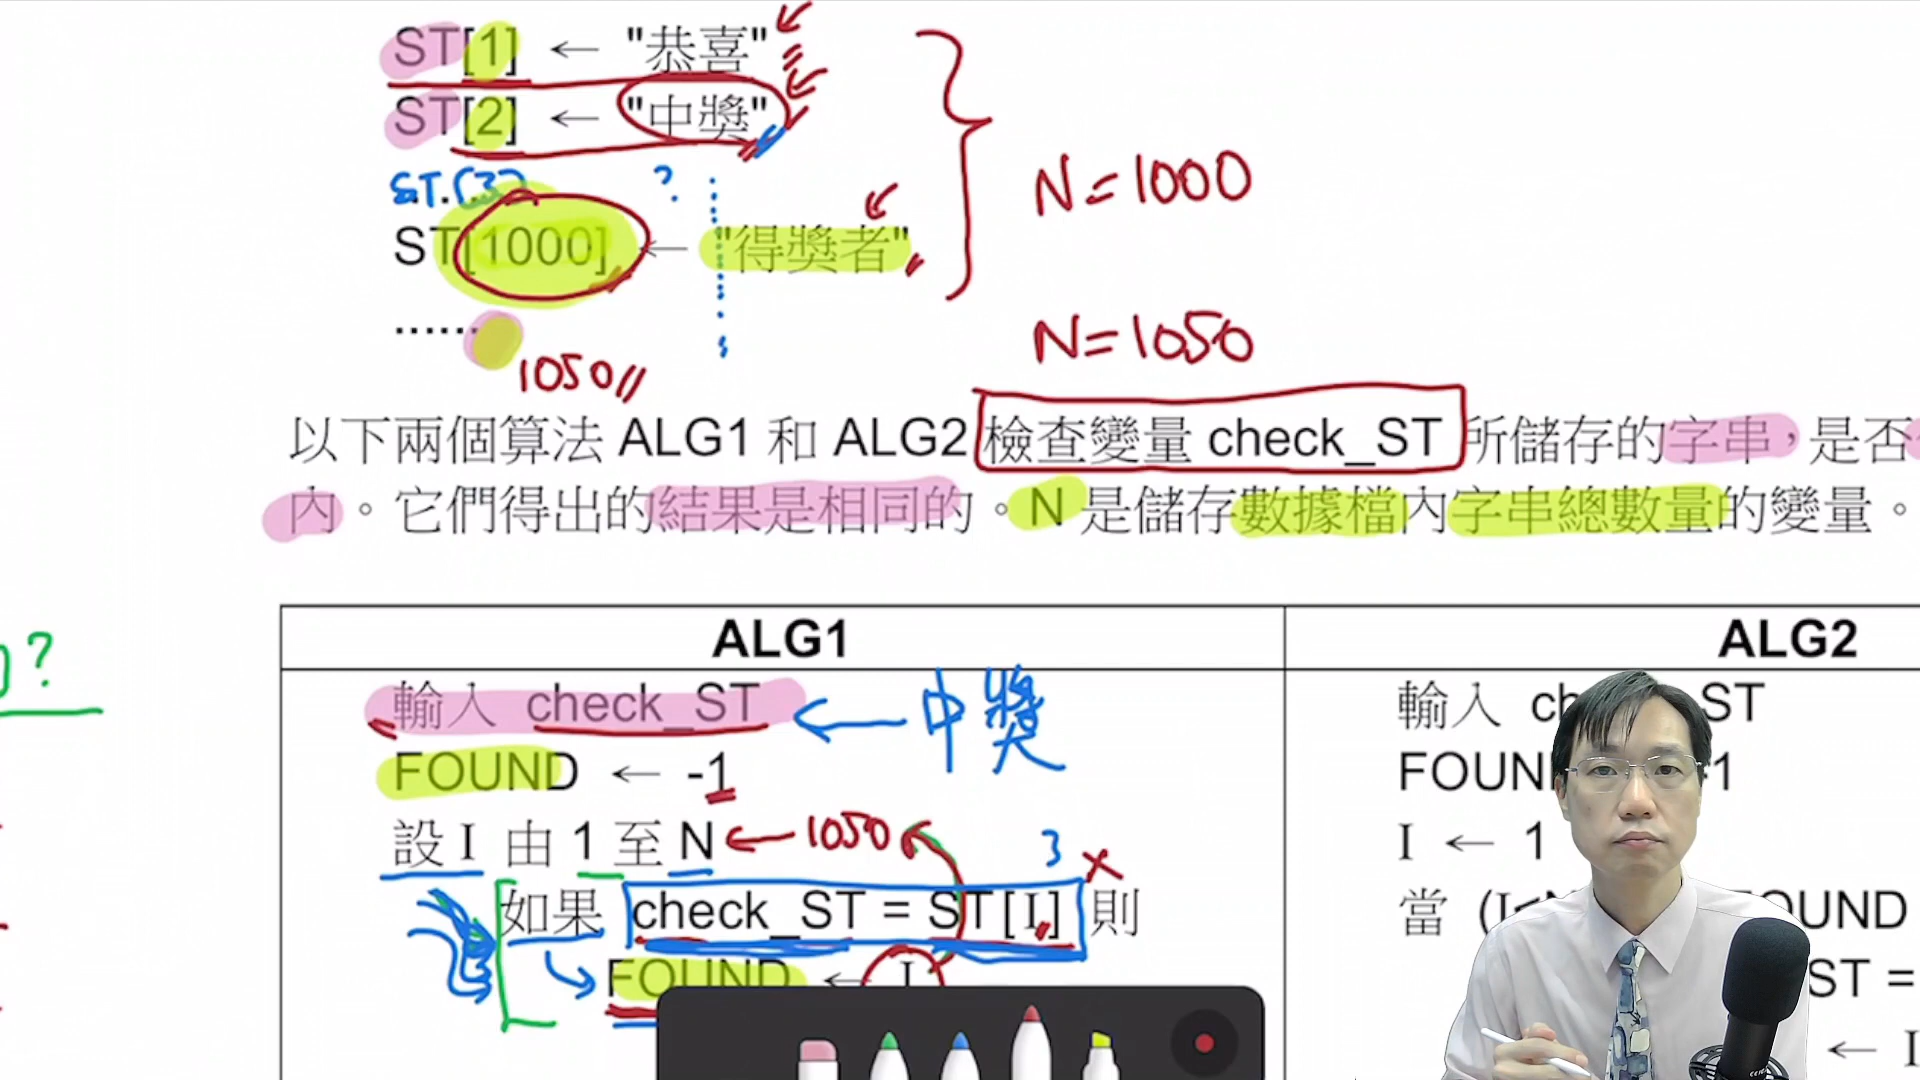 ST[1] ← "恭喜"
ST[2] ← "中獎"
ST.[3] ?
ST[1000] ← "得獎者"
......
1050
N=1000
N=1050
以下兩個算法 ALG1 和 ALG2 檢查變量 check_ST 所儲存的字串，是否
內。它們得出的結果是相同的。N 是儲存數據檔內字串總數量的變量。
?
ALG1
輸入 check_ST ← 中獎
FOUND ← -1
設 I 由 1 至 N ← 1050
3
如果 check_ST = ST[I] 則
FOUND ← I
ALG2
輸入 ch ST
FOUN 1
I ← 1
當 (I OUND
ST =
← I